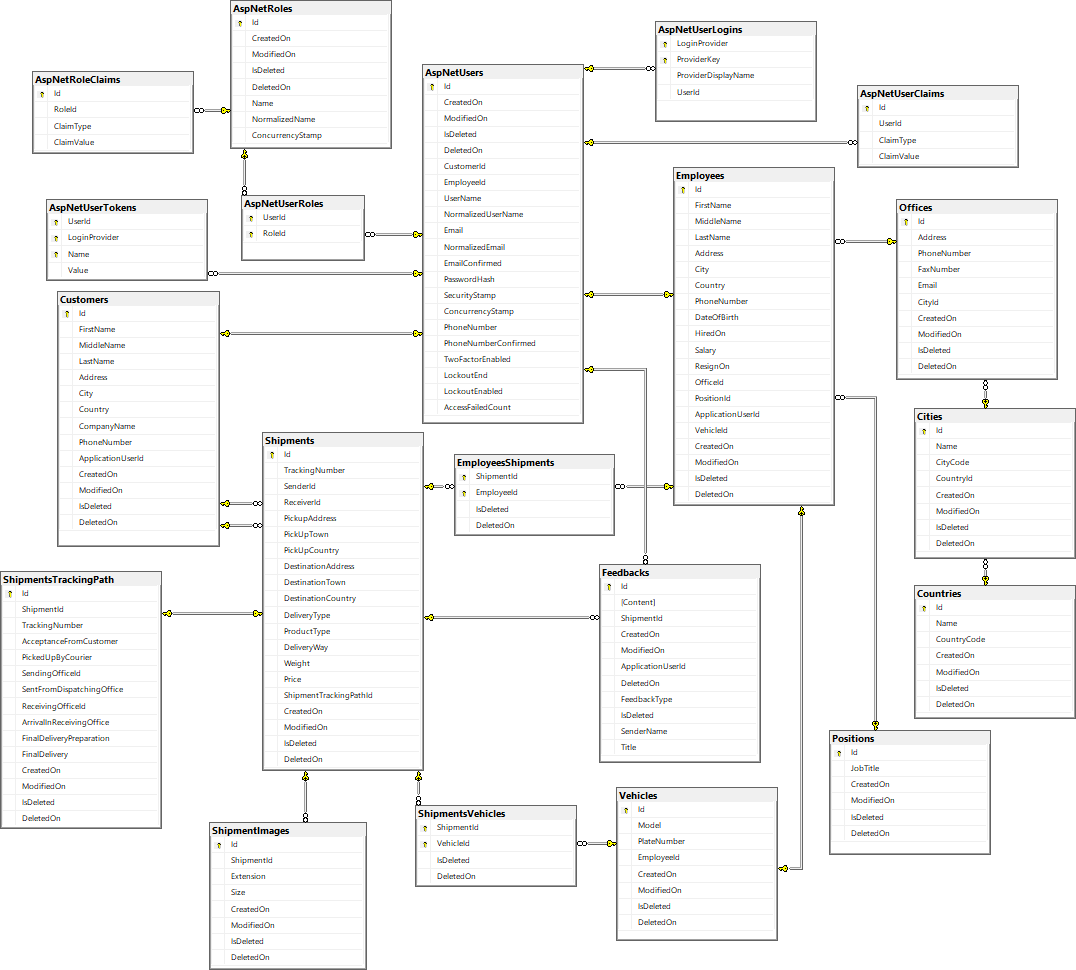 AspNetRoles
Id
CreatedOn
ModifiedOn
IsDeleted
DeletedOn
Name
NormalizedName
ConcurrencyStamp
AspNetUserLogins
LoginProvider
ProviderKey
ProviderDisplayName
UserId
AspNetUsers
Id
CreatedOn
ModifiedOn
IsDeleted
DeletedOn
CustomerId
EmployeeId
UserName
NormalizedUserName
Email
NormalizedEmail
EmailConfirmed
PasswordHash
SecurityStamp
ConcurrencyStamp
PhoneNumber
PhoneNumberConfirmed
TwoFactorEnabled
LockoutEnd
LockoutEnabled
AccessFailedCount
AspNetRoleClaims
Id
RoleId
ClaimType
ClaimValue
AspNetUserClaims
Id
UserId
ClaimType
ClaimValue
Employees
Id
FirstName
MiddleName
LastName
Address
City
Country
PhoneNumber
DateOfBirth
HiredOn
Salary
ResignOn
OfficeId
PositionId
ApplicationUserId
VehicleId
CreatedOn
ModifiedOn
IsDeleted
DeletedOn
AspNetUserRoles
UserId
RoleId
AspNetUserTokens
UserId
LoginProvider
Name
Value
Offices
Id
Address
PhoneNumber
FaxNumber
Email
CityId
CreatedOn
ModifiedOn
IsDeleted
DeletedOn
Customers
Id
FirstName
MiddleName
LastName
Address
City
Country
CompanyName
PhoneNumber
ApplicationUserId
CreatedOn
ModifiedOn
IsDeleted
DeletedOn
Cities
Id
Name
CityCode
CountryId
CreatedOn
ModifiedOn
IsDeleted
DeletedOn
Shipments
Id
TrackingNumber
SenderId
ReceiverId
PickupAddress
PickUpTown
PickUpCountry
DestinationAddress
DestinationTown
DestinationCountry
DeliveryType
ProductType
DeliveryWay
Weight
Price
ShipmentTrackingPathId
CreatedOn
ModifiedOn
IsDeleted
DeletedOn
EmployeesShipments
ShipmentId
EmployeeId
IsDeleted
DeletedOn
Feedbacks
Id
[Content]
ShipmentId
CreatedOn
ModifiedOn
ApplicationUserId
DeletedOn
FeedbackType
IsDeleted
SenderName
Title
ShipmentsTrackingPath
Id
ShipmentId
TrackingNumber
AcceptanceFromCustomer
PickedUpByCourier
SendingOfficeId
SentFromDispatchingOffice
ReceivingOfficeId
ArrivalInReceivingOffice
FinalDeliveryPreparation
FinalDelivery
CreatedOn
ModifiedOn
IsDeleted
DeletedOn
Countries
Id
Name
CountryCode
CreatedOn
ModifiedOn
IsDeleted
DeletedOn
Positions
Id
JobTitle
CreatedOn
ModifiedOn
IsDeleted
DeletedOn
Vehicles
Id
Model
PlateNumber
EmployeeId
CreatedOn
ModifiedOn
IsDeleted
DeletedOn
ShipmentsVehicles
ShipmentId
VehicleId
IsDeleted
DeletedOn
ShipmentImages
Id
ShipmentId
Extension
Size
CreatedOn
ModifiedOn
IsDeleted
DeletedOn